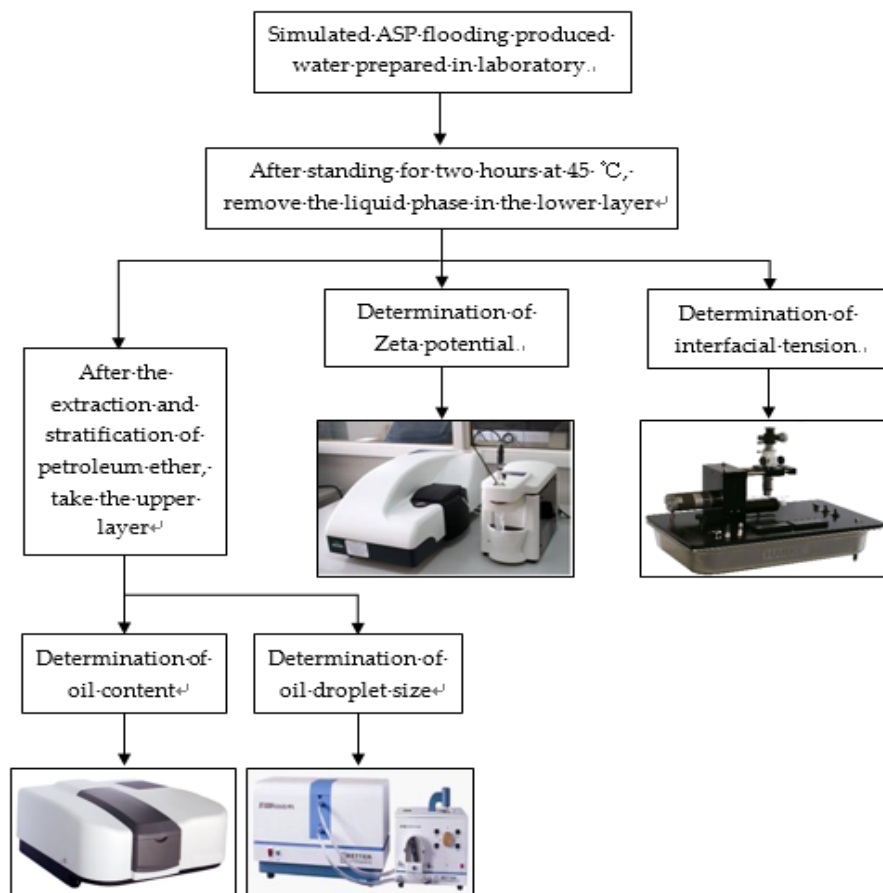 Simulated·ASP·flooding·produced·
water·prepared·in·laboratory.
After·standing·for·two·hours·at·45·℃,·
remove·the·liquid·phase·in·the·lower·layer↵
Determination·of·
Zeta·potential.
Determination·of·
interfacial·tension.
After·the·
extraction·and·
stratification·of·
petroleum·ether,·
take·the·upper·
layer↵
Determination·of·
oil·content↵
Determination·of·
oil·droplet·size↵
BETTER